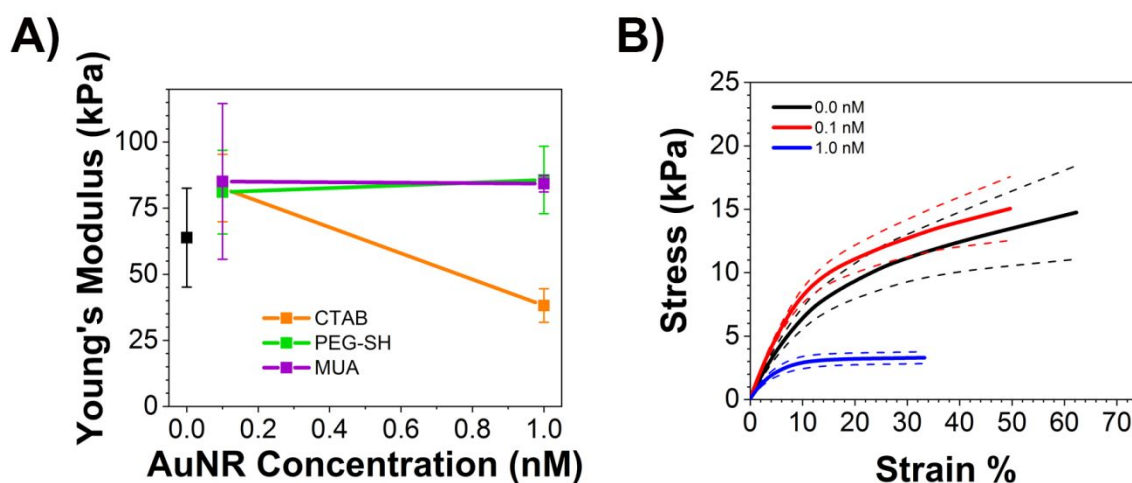 A)
Young's Modulus (kPa)
100
75
50
25
0
CTAB
PEG-SH
MUA
0.0 0.2 0.4 0.6 0.8 1.0
AuNR Concentration (nM)
B)
Stress (kPa)
25
20
15
10
5
0
0.0 nM
0.1 nM
1.0 nM
0 10 20 30 40 50 60 70
Strain %